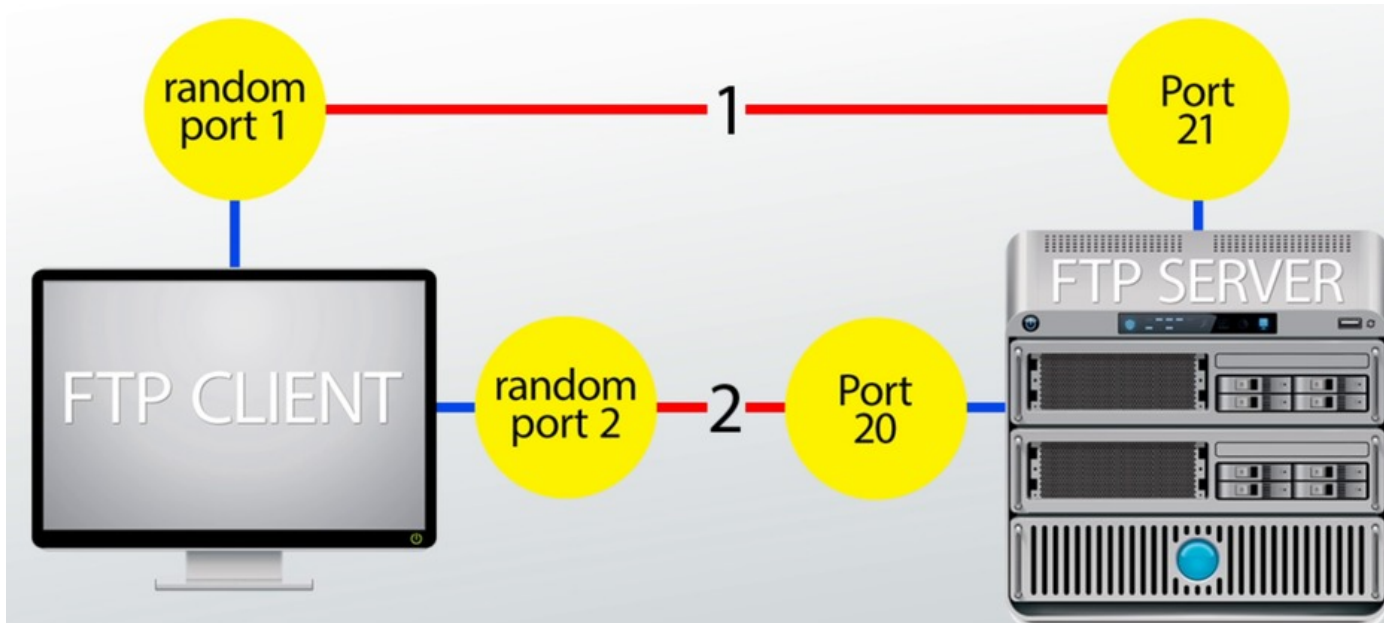 random
port 1
1
Port
21
FTP SERVER
FTP CLIENT
random
port 2
2
Port
20